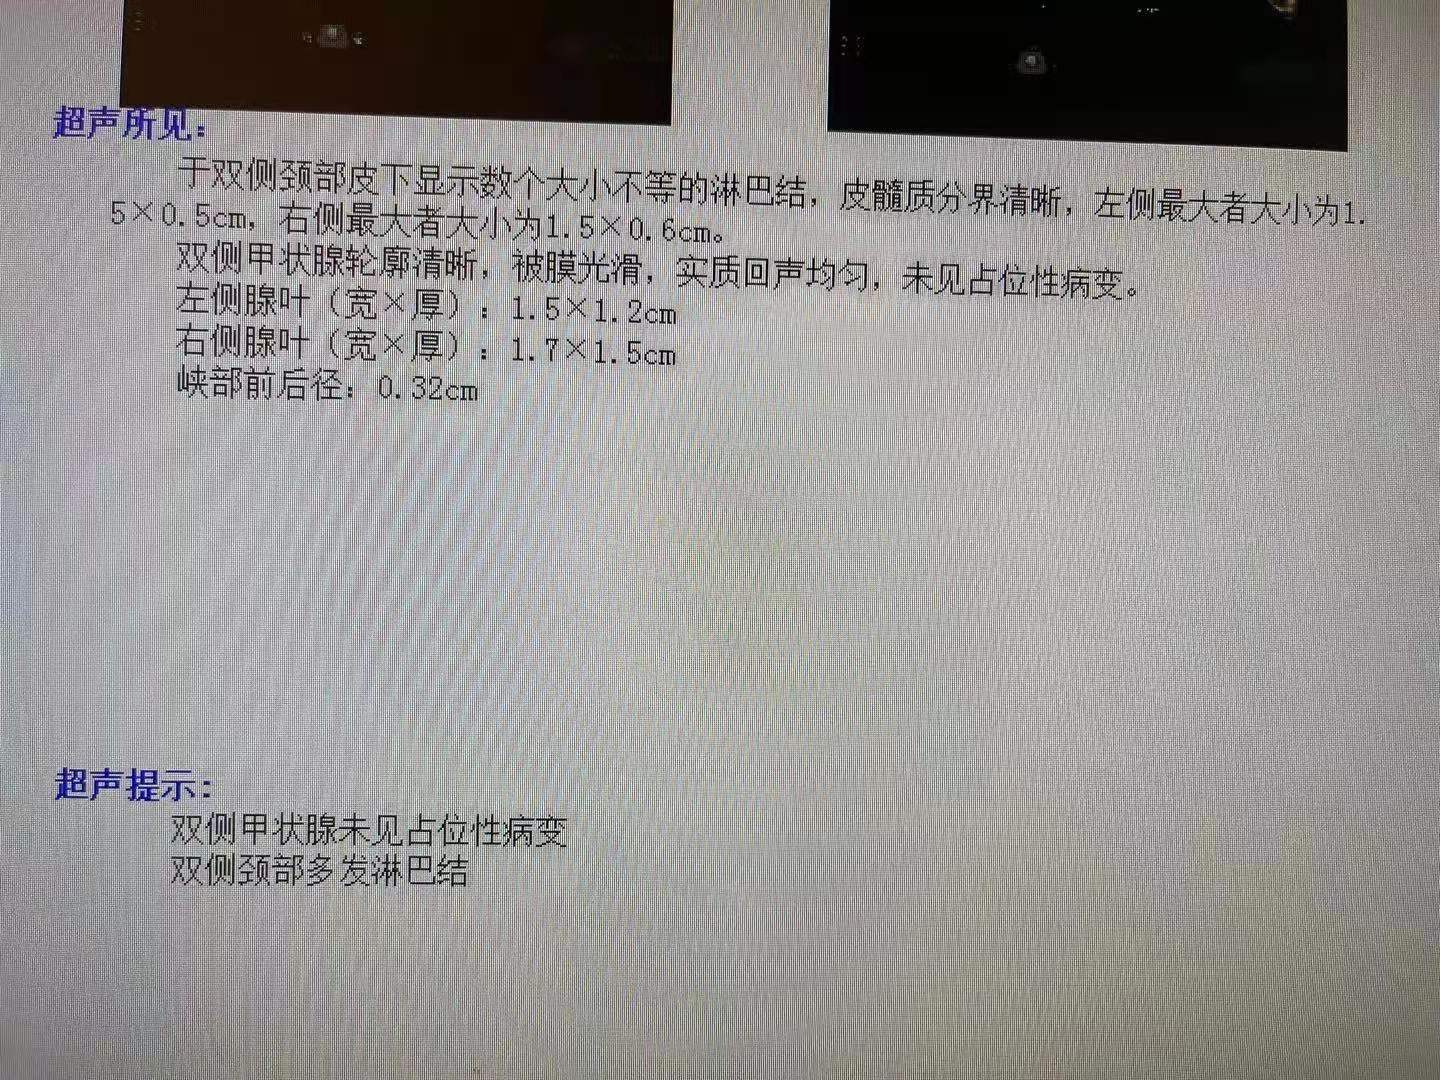 超声所见：
于双侧颈部皮下显示数个大小不等的淋巴结，皮髓质分界清晰，左侧最大者大小为1.
5×0.5cm，右侧最大者大小为1.5×0.6cm。
双侧甲状腺轮廓清晰，被膜光滑，实质回声均匀，未见占位性病变。
左侧腺叶（宽×厚）：1.5×1.2cm
右侧腺叶（宽×厚）：1.7×1.5cm
峡部前后径：0.32cm
超声提示：
双侧甲状腺未见占位性病变
双侧颈部多发淋巴结